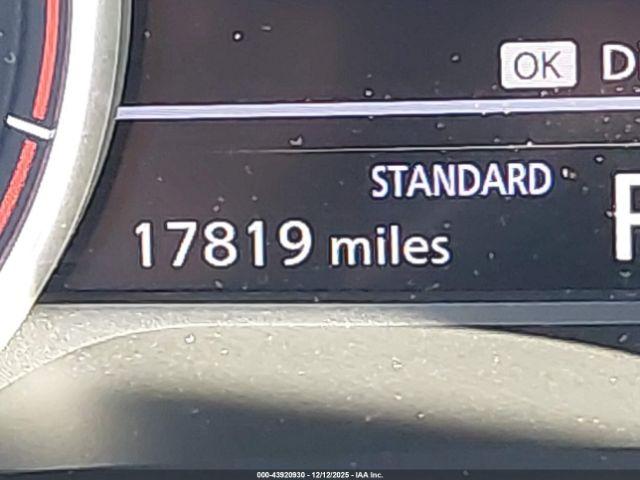 OK D
STANDARD
17819 miles
000-43920930 - 12/12/2025 - IAA Inc.